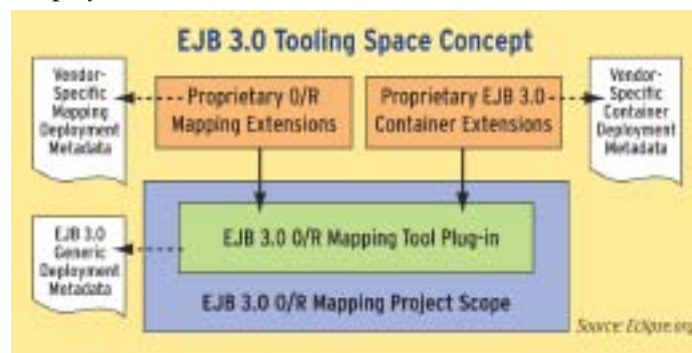 EJB 3.0 Tooling Space Concept
Vendor-
Specific
Mapping
Deployment
Metadata
Proprietary O/R
Mapping Extensions
Proprietary EJB 3.0
Container Extensions
Vendor-
Specific
Container
Deployment
Metadata
EJB 3.0
Generic
Deployment
Metadata
EJB 3.0 O/R Mapping Tool Plug-in
EJB 3.0 O/R Mapping Project Scope
Source: Eclipse.org